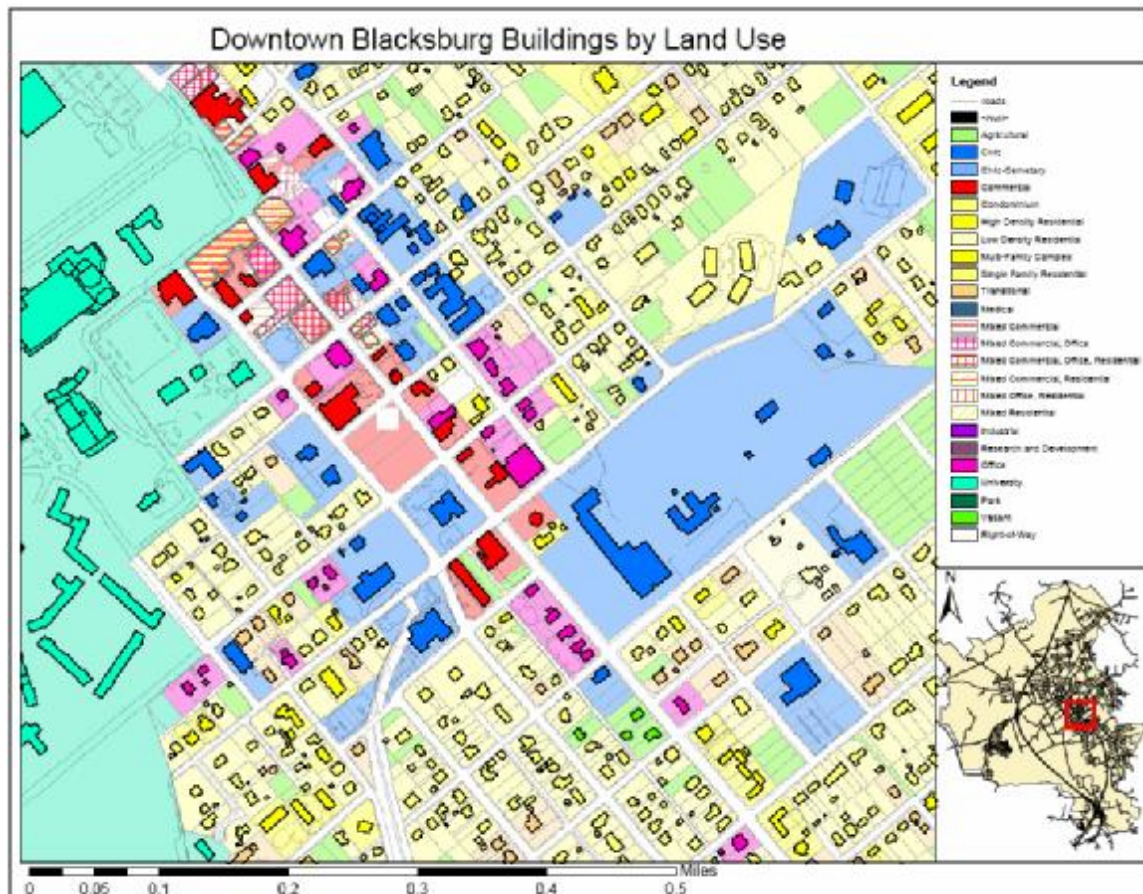 Downtown Blacksburg Buildings by Land Use
Legend
roads
Agricultural
Civic
Commercial
Condominium
High Density Residential
Low Density Residential
Multi-Family Complex
Single Family Residential
Transitional
Medical
Mixed Commercial
Mixed Commercial, Office
Mixed Commercial, Office, Residential
Mixed Commercial, Residential
Mixed Office, Residential
Mixed Residential
Industrial
Research and Development
Office
University
Park
Vacant
Right-of-Way
N
Miles
0 0.05 0.1 0.2 0.3 0.4 0.5